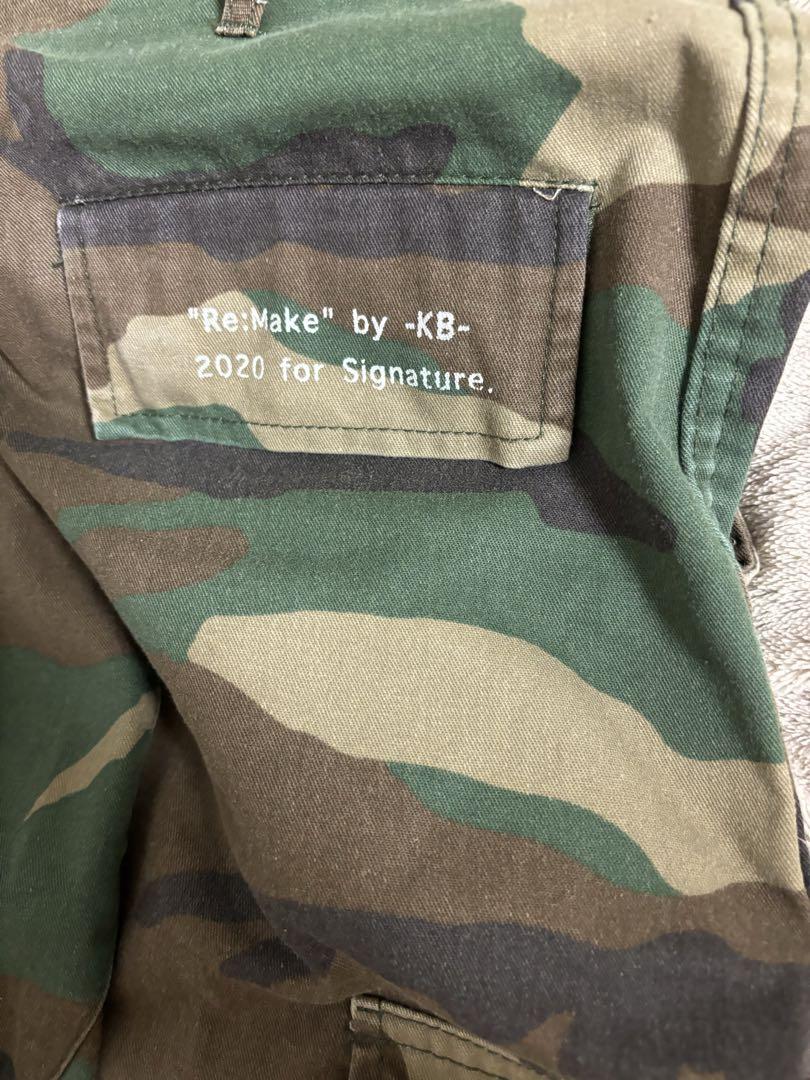 "Re:Make" by -KB-
2020 for Signature.